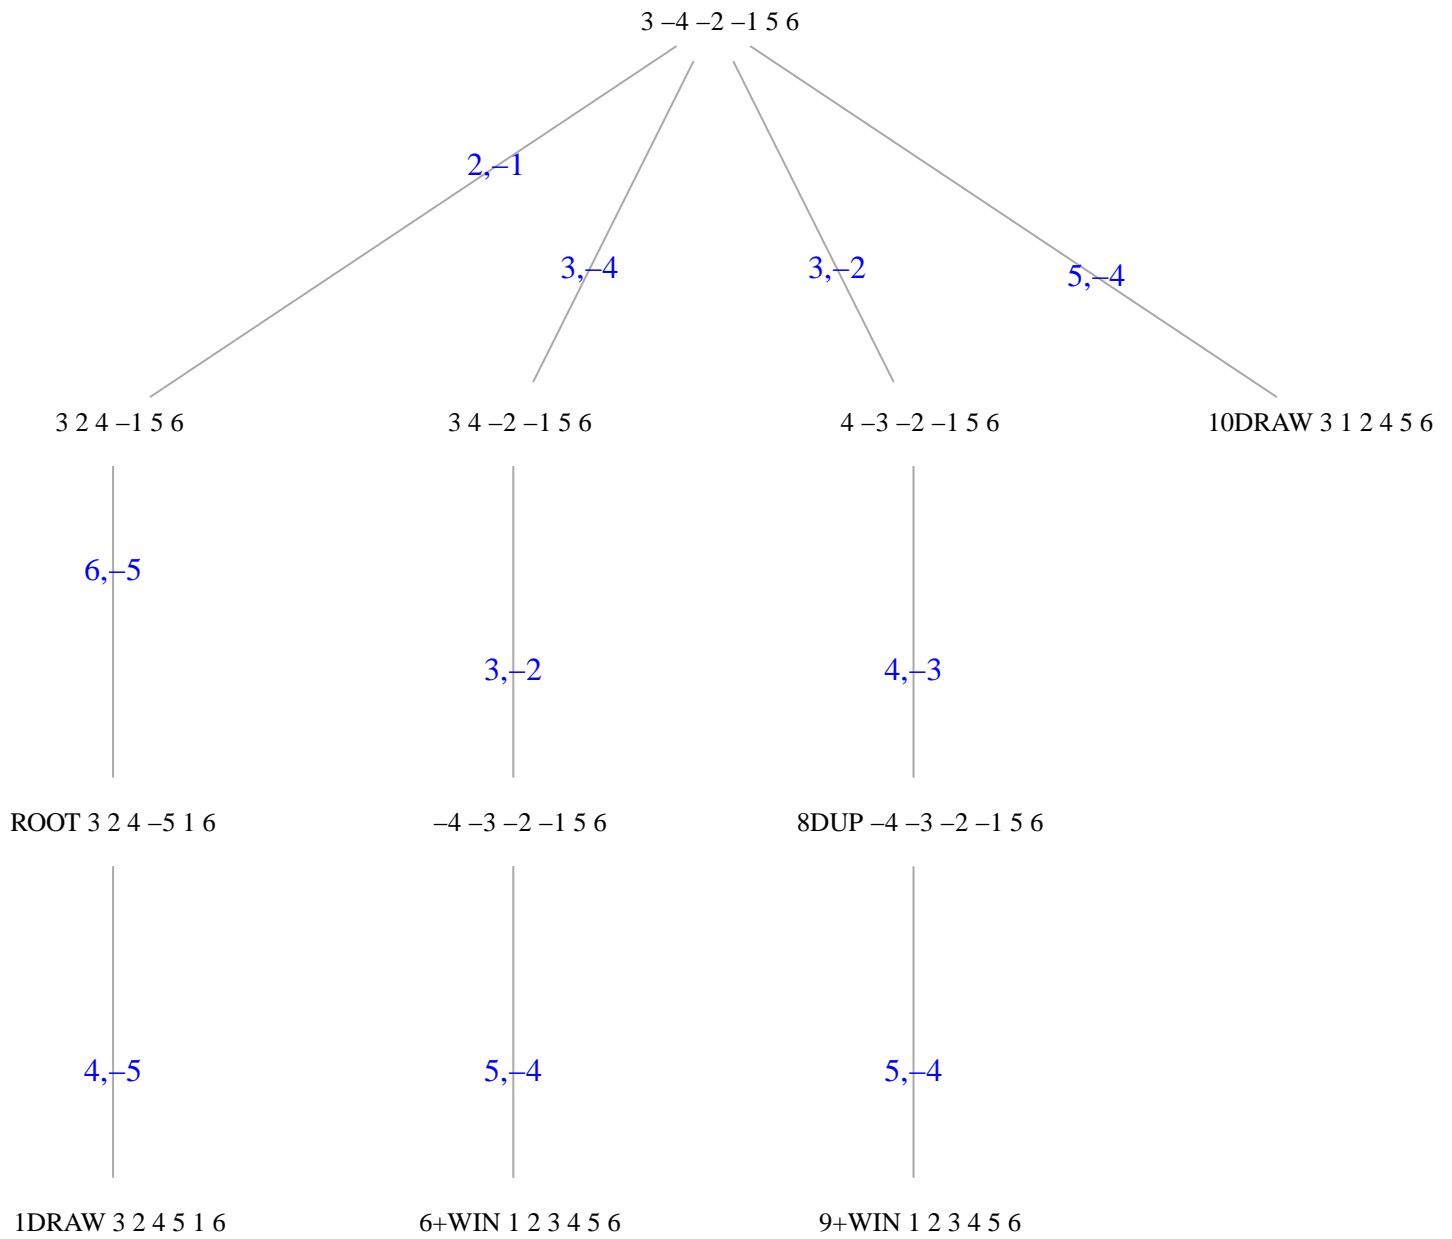 3 –4 –2 –1 5 6
2,–1
3,–4
3,–2
5,–4
3 2 4 –1 5 6
3 4 –2 –1 5 6
4 –3 –2 –1 5 6
10DRAW 3 1 2 4 5 6
6,–5
3,–2
4,–3
ROOT 3 2 4 –5 1 6
–4 –3 –2 –1 5 6
8DUP –4 –3 –2 –1 5 6
4,–5
5,–4
5,–4
1DRAW 3 2 4 5 1 6
6+WIN 1 2 3 4 5 6
9+WIN 1 2 3 4 5 6